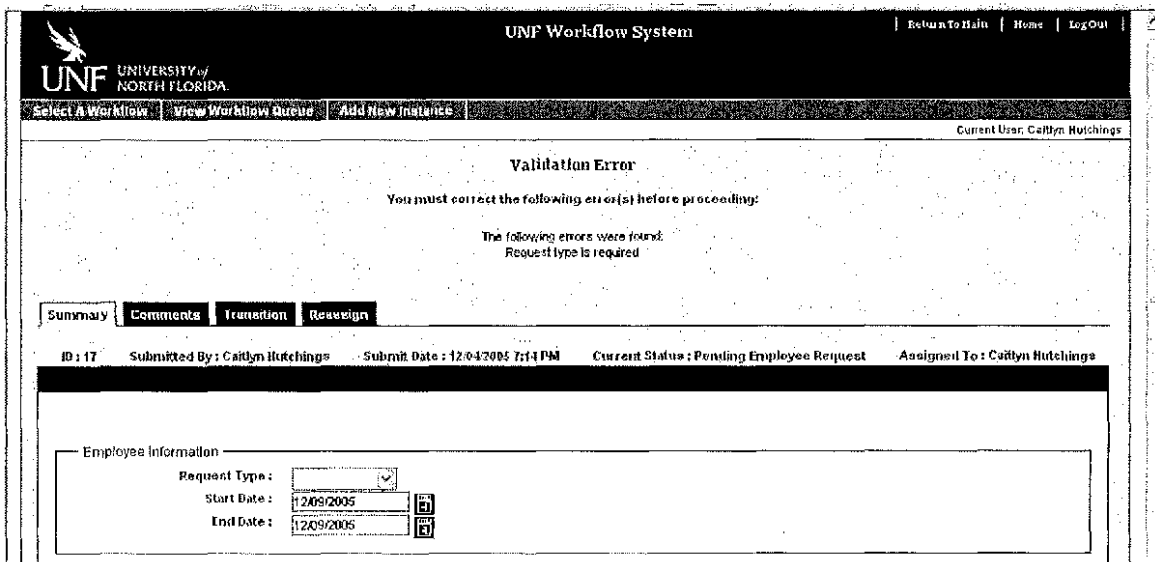 UNF Workflow System
| Return To Main | Home | LogOut |
UNF UNIVERSITY of
NORTH FLORIDA.
Select A Workflow | View Workflow Queue | Add New Instance
Current User: Caitlyn Hutchings
Validation Error
You must correct the following error(s) before proceeding:
The following errors were found:
Request type is required
Summary Comments Transition Reassign
ID : 17 Submitted By : Caitlyn Hutchings Submit Date : 12/04/2005 7:14 PM Current Status : Pending Employee Request Assigned To : Caitlyn Hutchings
Employee Information
Request Type :
Start Date : 12/09/2005
End Date : 12/09/2005